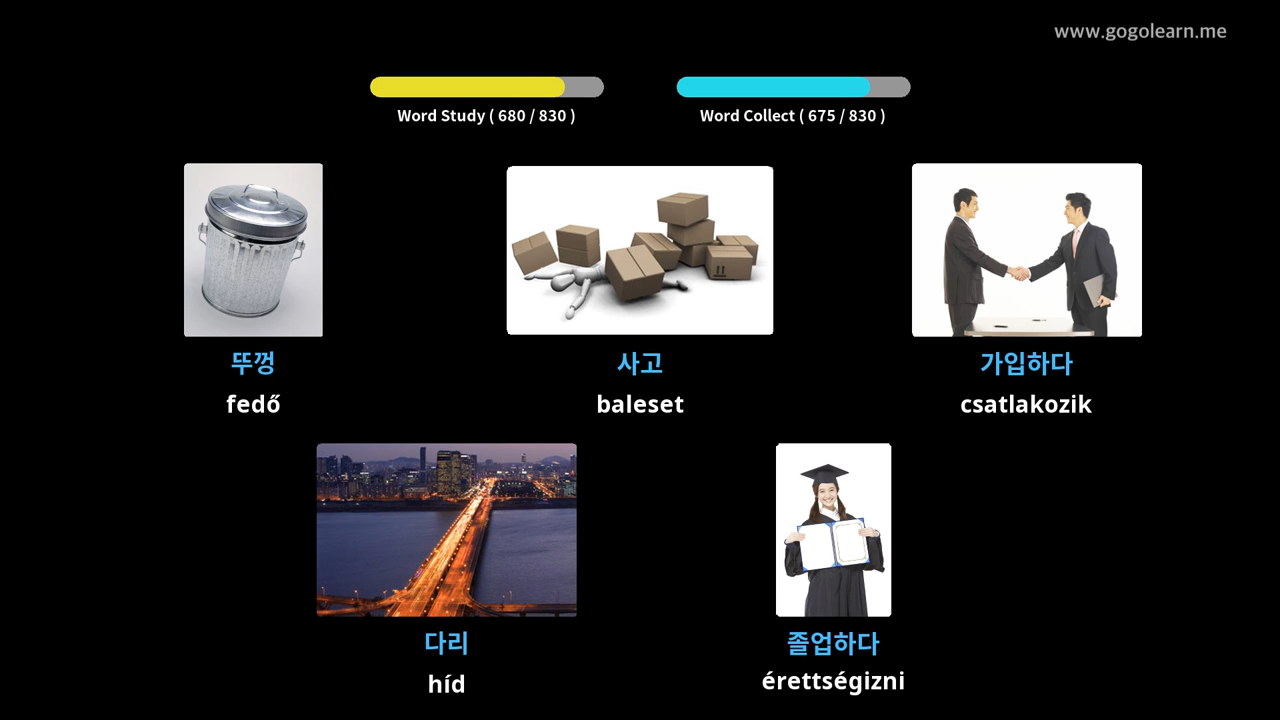 www.gogolearn.me
Word Study ( 680 / 830 )
Word Collect ( 675 / 830 )
뚜껑
사고
가입하다
fedő
baleset
csatlakozik
다리
졸업하다
híd
érettségizni